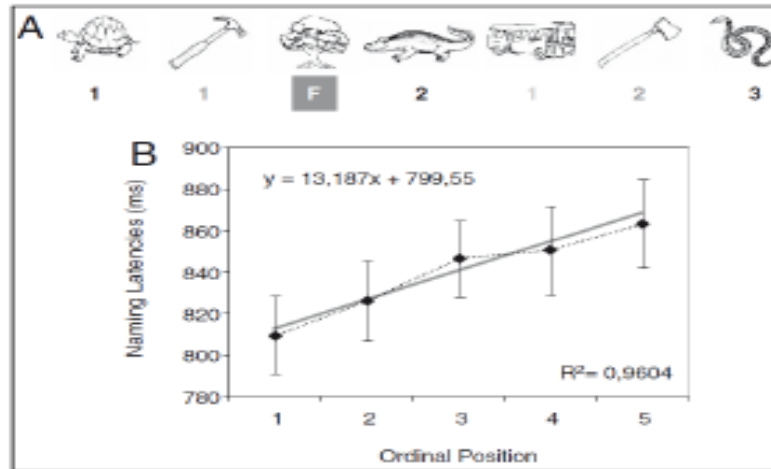 A
1 1 F 2 1 2 3
B
y = 13,187x + 799,55
900
880
860
840
820
800
780
Naming Latencies (ms)
R²= 0,9604
1 2 3 4 5
Ordinal Position